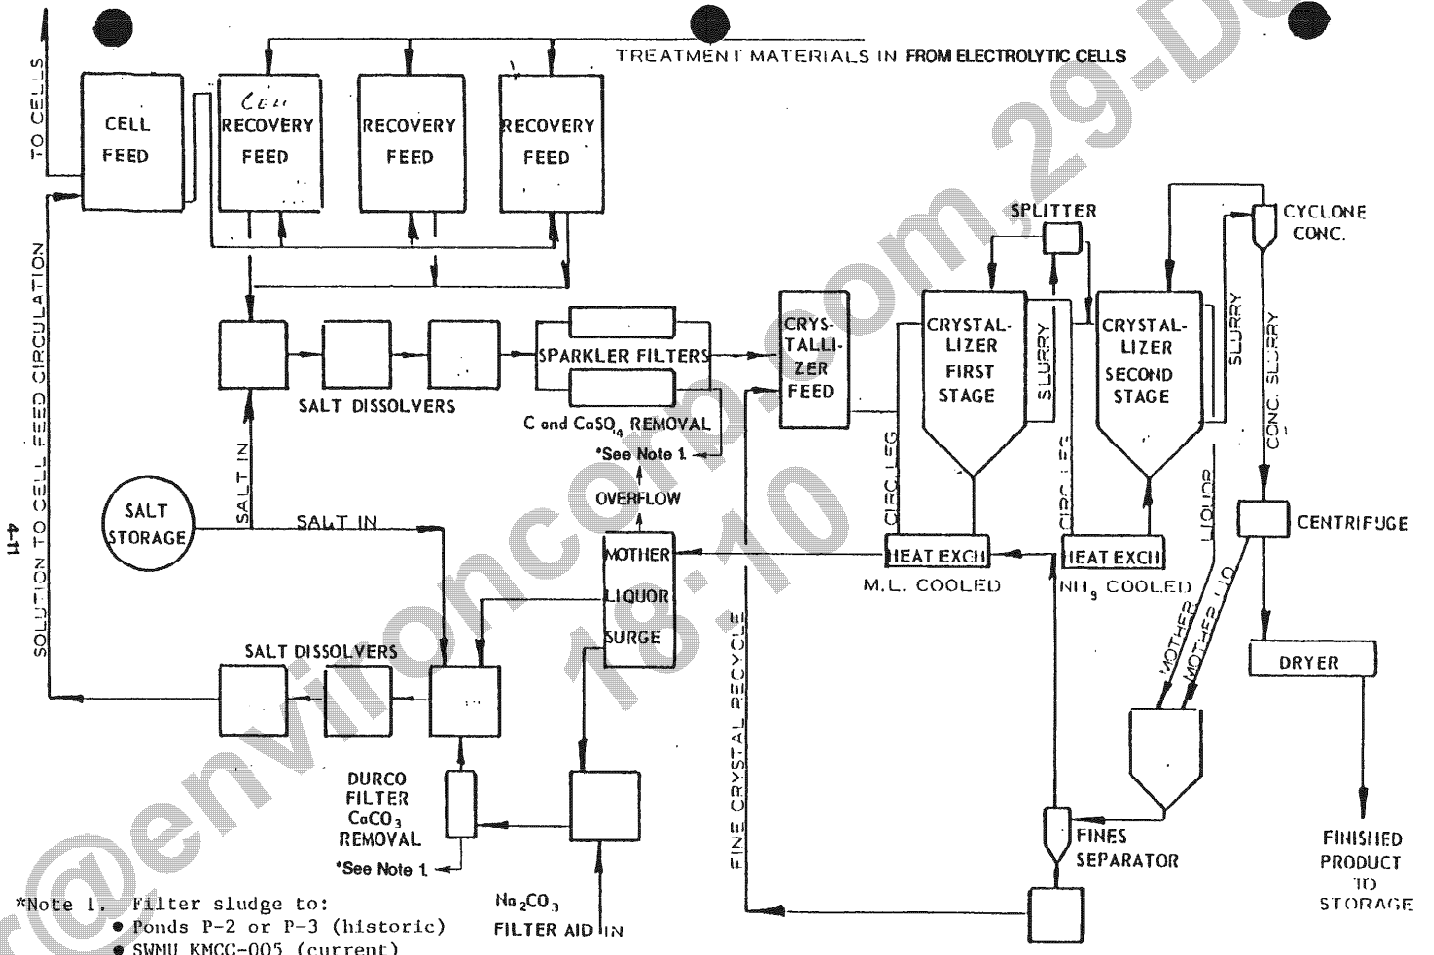 TREATMENT MATERIALS IN FROM ELECTROLYTIC CELLS
TO CELLS
CELL
FEED
Cell
RECOVERY
FEED
RECOVERY
FEED
RECOVERY
FEED
SPLITTER
CYCLONE
CONC.
SOLUTION TO CELL FEED CIRCULATION
SALT DISSOLVERS
SPARKLER FILTERS
C and CaSO4 REMOVAL
*See Note 1.
OVERFLOW
CRYS-
TALLI-
ZER
FEED
CRYSTAL-
LIZER
FIRST
STAGE
SLURRY
CRYSTAL-
LIZER
SECOND
STAGE
SLURRY
CONC. SLURRY
CIRC LEG
CIRC LEG
LIQUOR
SALT IN
SALT
STORAGE
SALT IN
4-11
MOTHER
LIQUOR
SURGE
HEAT EXCH
M.L. COOLED
HEAT EXCH
NH3 COOLED
CENTRIFUGE
MOTHER
MOTHER LIQ
DRYER
SALT DISSOLVERS
FINE CRYSTAL RECYCLE
DURCO
FILTER
CaCO3
REMOVAL
*See Note 1.
FINES
SEPARATOR
FINISHED
PRODUCT
TO
STORAGE
Na2CO3
FILTER AID IN
*Note 1. Filter sludge to:
● Ponds P-2 or P-3 (historic)
● SWMU KMCC-005 (current)
r@environcorp.com,29-De
18:10